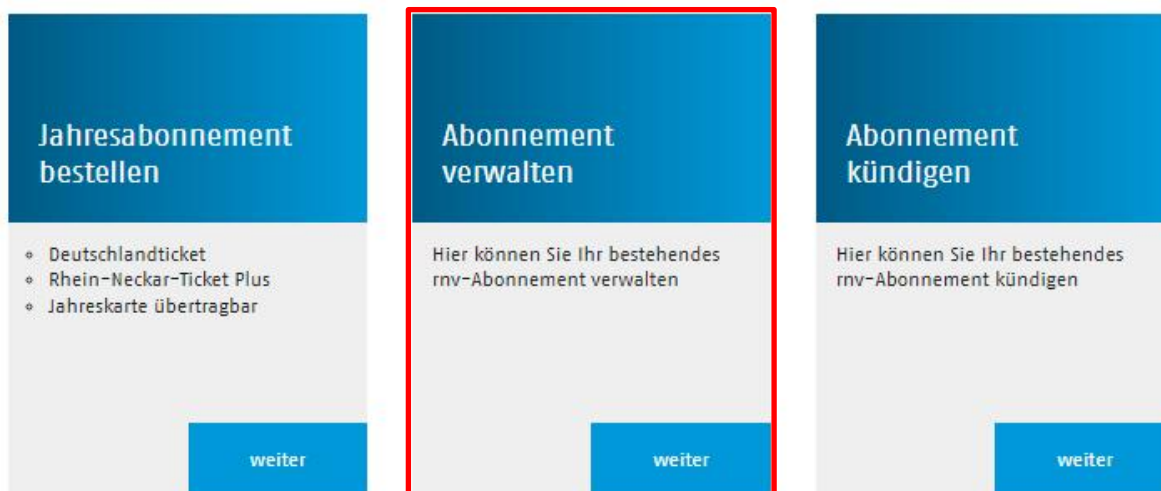 Jahresabonnement
bestellen
◦ Deutschlandticket
◦ Rhein-Neckar-Ticket Plus
◦ Jahreskarte übertragbar
weiter
Abonnement
verwalten
Hier können Sie Ihr bestehendes
rnv-Abonnement verwalten
weiter
Abonnement
kündigen
Hier können Sie Ihr bestehendes
rnv-Abonnement kündigen
weiter